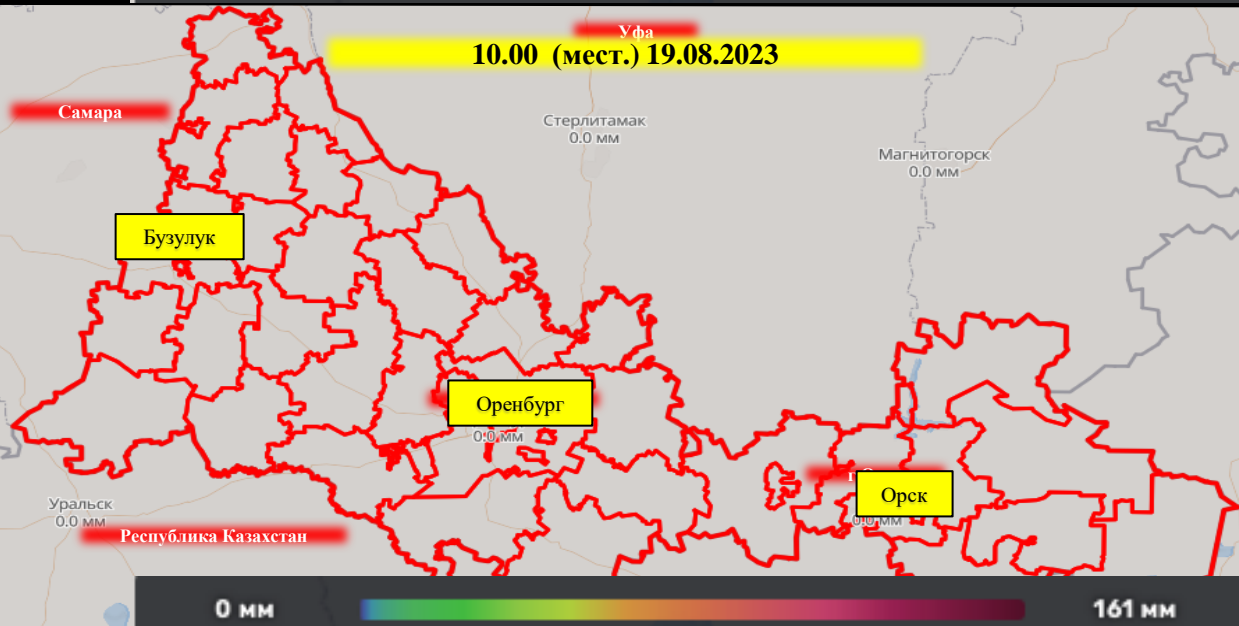 Уфа
10.00 (мест.) 19.08.2023
Самара
Стерлитамак
0.0 мм
Магнитогорск
0.0 мм
Бузулук
Оренбург
0.0 мм
Орск
0.0 мм
Уральск
0.0 мм
Республика Казахстан
0 мм
161 мм